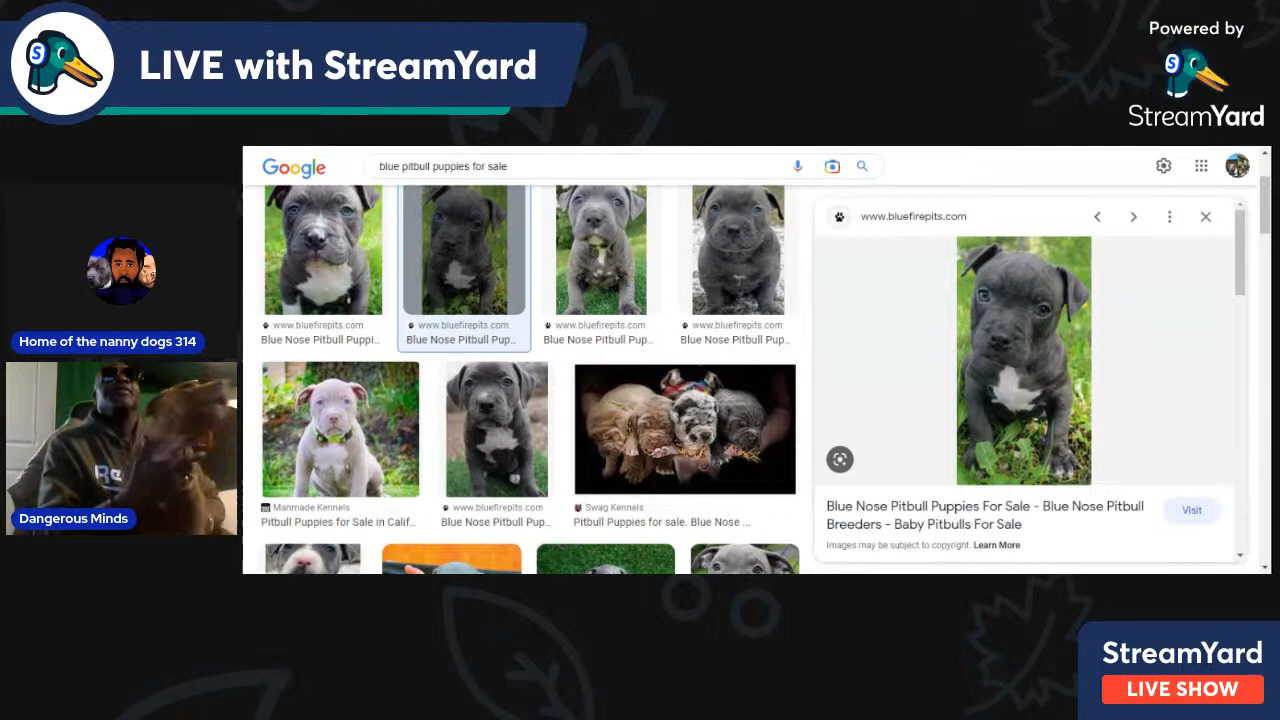 LIVE with StreamYard
Powered by
StreamYard
Google
blue pitbull puppies for sale
www.bluefirepits.com
www.bluefirepits.com
www.bluefirepits.com
www.bluefirepits.com
Blue Nose Pitbull Puppi...
Blue Nose Pitbull Pup...
Blue Nose Pitbull Pup...
Blue Nose Pitbull Pup...
www.bluefirepits.com
Home of the nanny dogs 314
Re
Dangerous Minds
Manmade Kennels
www.bluefirepits.com
Swag Kennels
Pitbull Puppies for Sale in Calif...
Blue Nose Pitbull Pup...
Pitbull Puppies for sale. Blue Nose ...
Blue Nose Pitbull Puppies For Sale - Blue Nose Pitbull
Breeders - Baby Pitbulls For Sale
Visit
Images may be subject to copyright. Learn More
StreamYard
LIVE SHOW